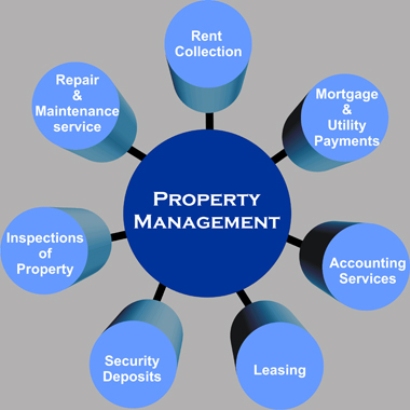 Rent
Collection
Mortgage
&
Utility
Payments
Accounting
Services
Leasing
Security
Deposits
Inspections
of
Property
Repair
&
Maintenance
service
PROPERTY
MANAGEMENT